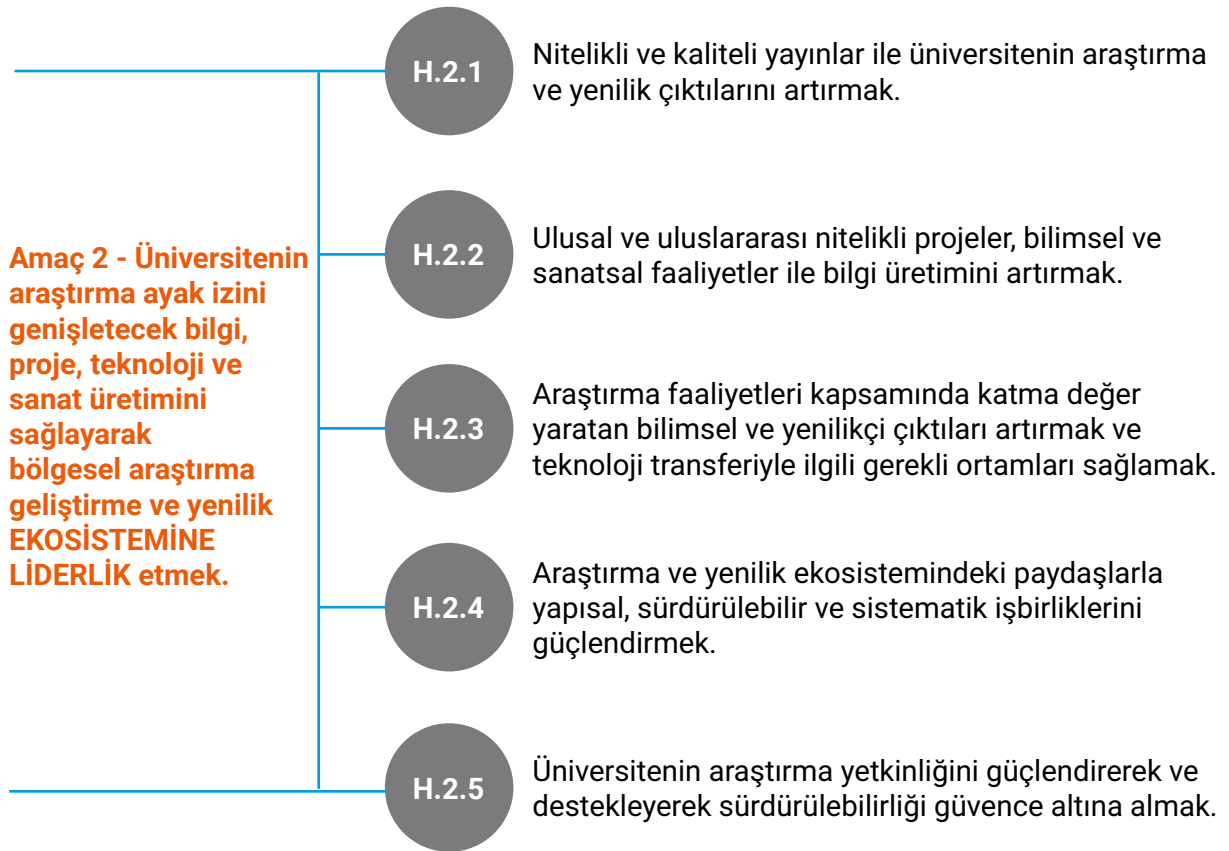 Amaç 2 - Üniversitenin
araştırma ayak izini
genişletecek bilgi,
proje, teknoloji ve
sanat üretimini
sağlayarak
bölgesel araştırma
geliştirme ve yenilik
EKOSİSTEMİNE
LİDERLİK etmek.
H.2.1
Nitelikli ve kaliteli yayınlar ile üniversitenin araştırma
ve yenilik çıktılarını artırmak.
H.2.2
Ulusal ve uluslararası nitelikli projeler, bilimsel ve
sanatsal faaliyetler ile bilgi üretimini artırmak.
H.2.3
Araştırma faaliyetleri kapsamında katma değer
yaratan bilimsel ve yenilikçi çıktıları artırmak ve
teknoloji transferiyle ilgili gerekli ortamları sağlamak.
H.2.4
Araştırma ve yenilik ekosistemindeki paydaşlarla
yapısal, sürdürülebilir ve sistematik işbirliklerini
güçlendirmek.
H.2.5
Üniversitenin araştırma yetkinliğini güçlendirerek ve
destekleyerek sürdürülebilirliği güvence altına almak.